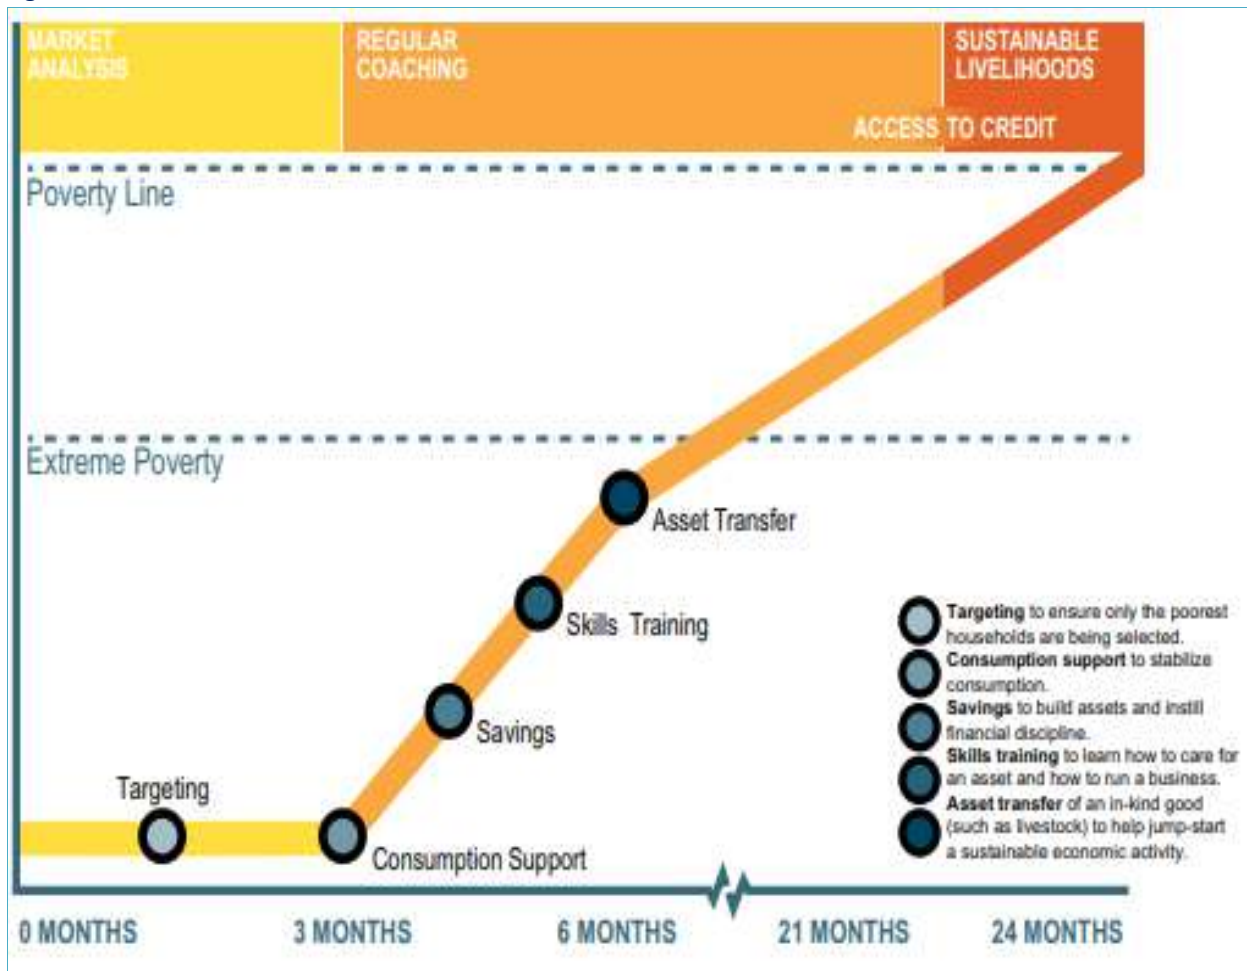 MARKET
ANALYSIS
REGULAR
COACHING
SUSTAINABLE
LIVELIHOODS
ACCESS TO CREDIT
Poverty Line
Extreme Poverty
Asset Transfer
Skills Training
Savings
Targeting
Consumption Support
Targeting to ensure only the poorest
households are being selected.
Consumption support to stabilize
consumption.
Savings to build assets and instill
financial discipline.
Skills training to learn how to care for
an asset and how to run a business.
Asset transfer of an in-kind good
(such as livestock) to help jump-start
a sustainable economic activity.
0 MONTHS
3 MONTHS
6 MONTHS
21 MONTHS
24 MONTHS